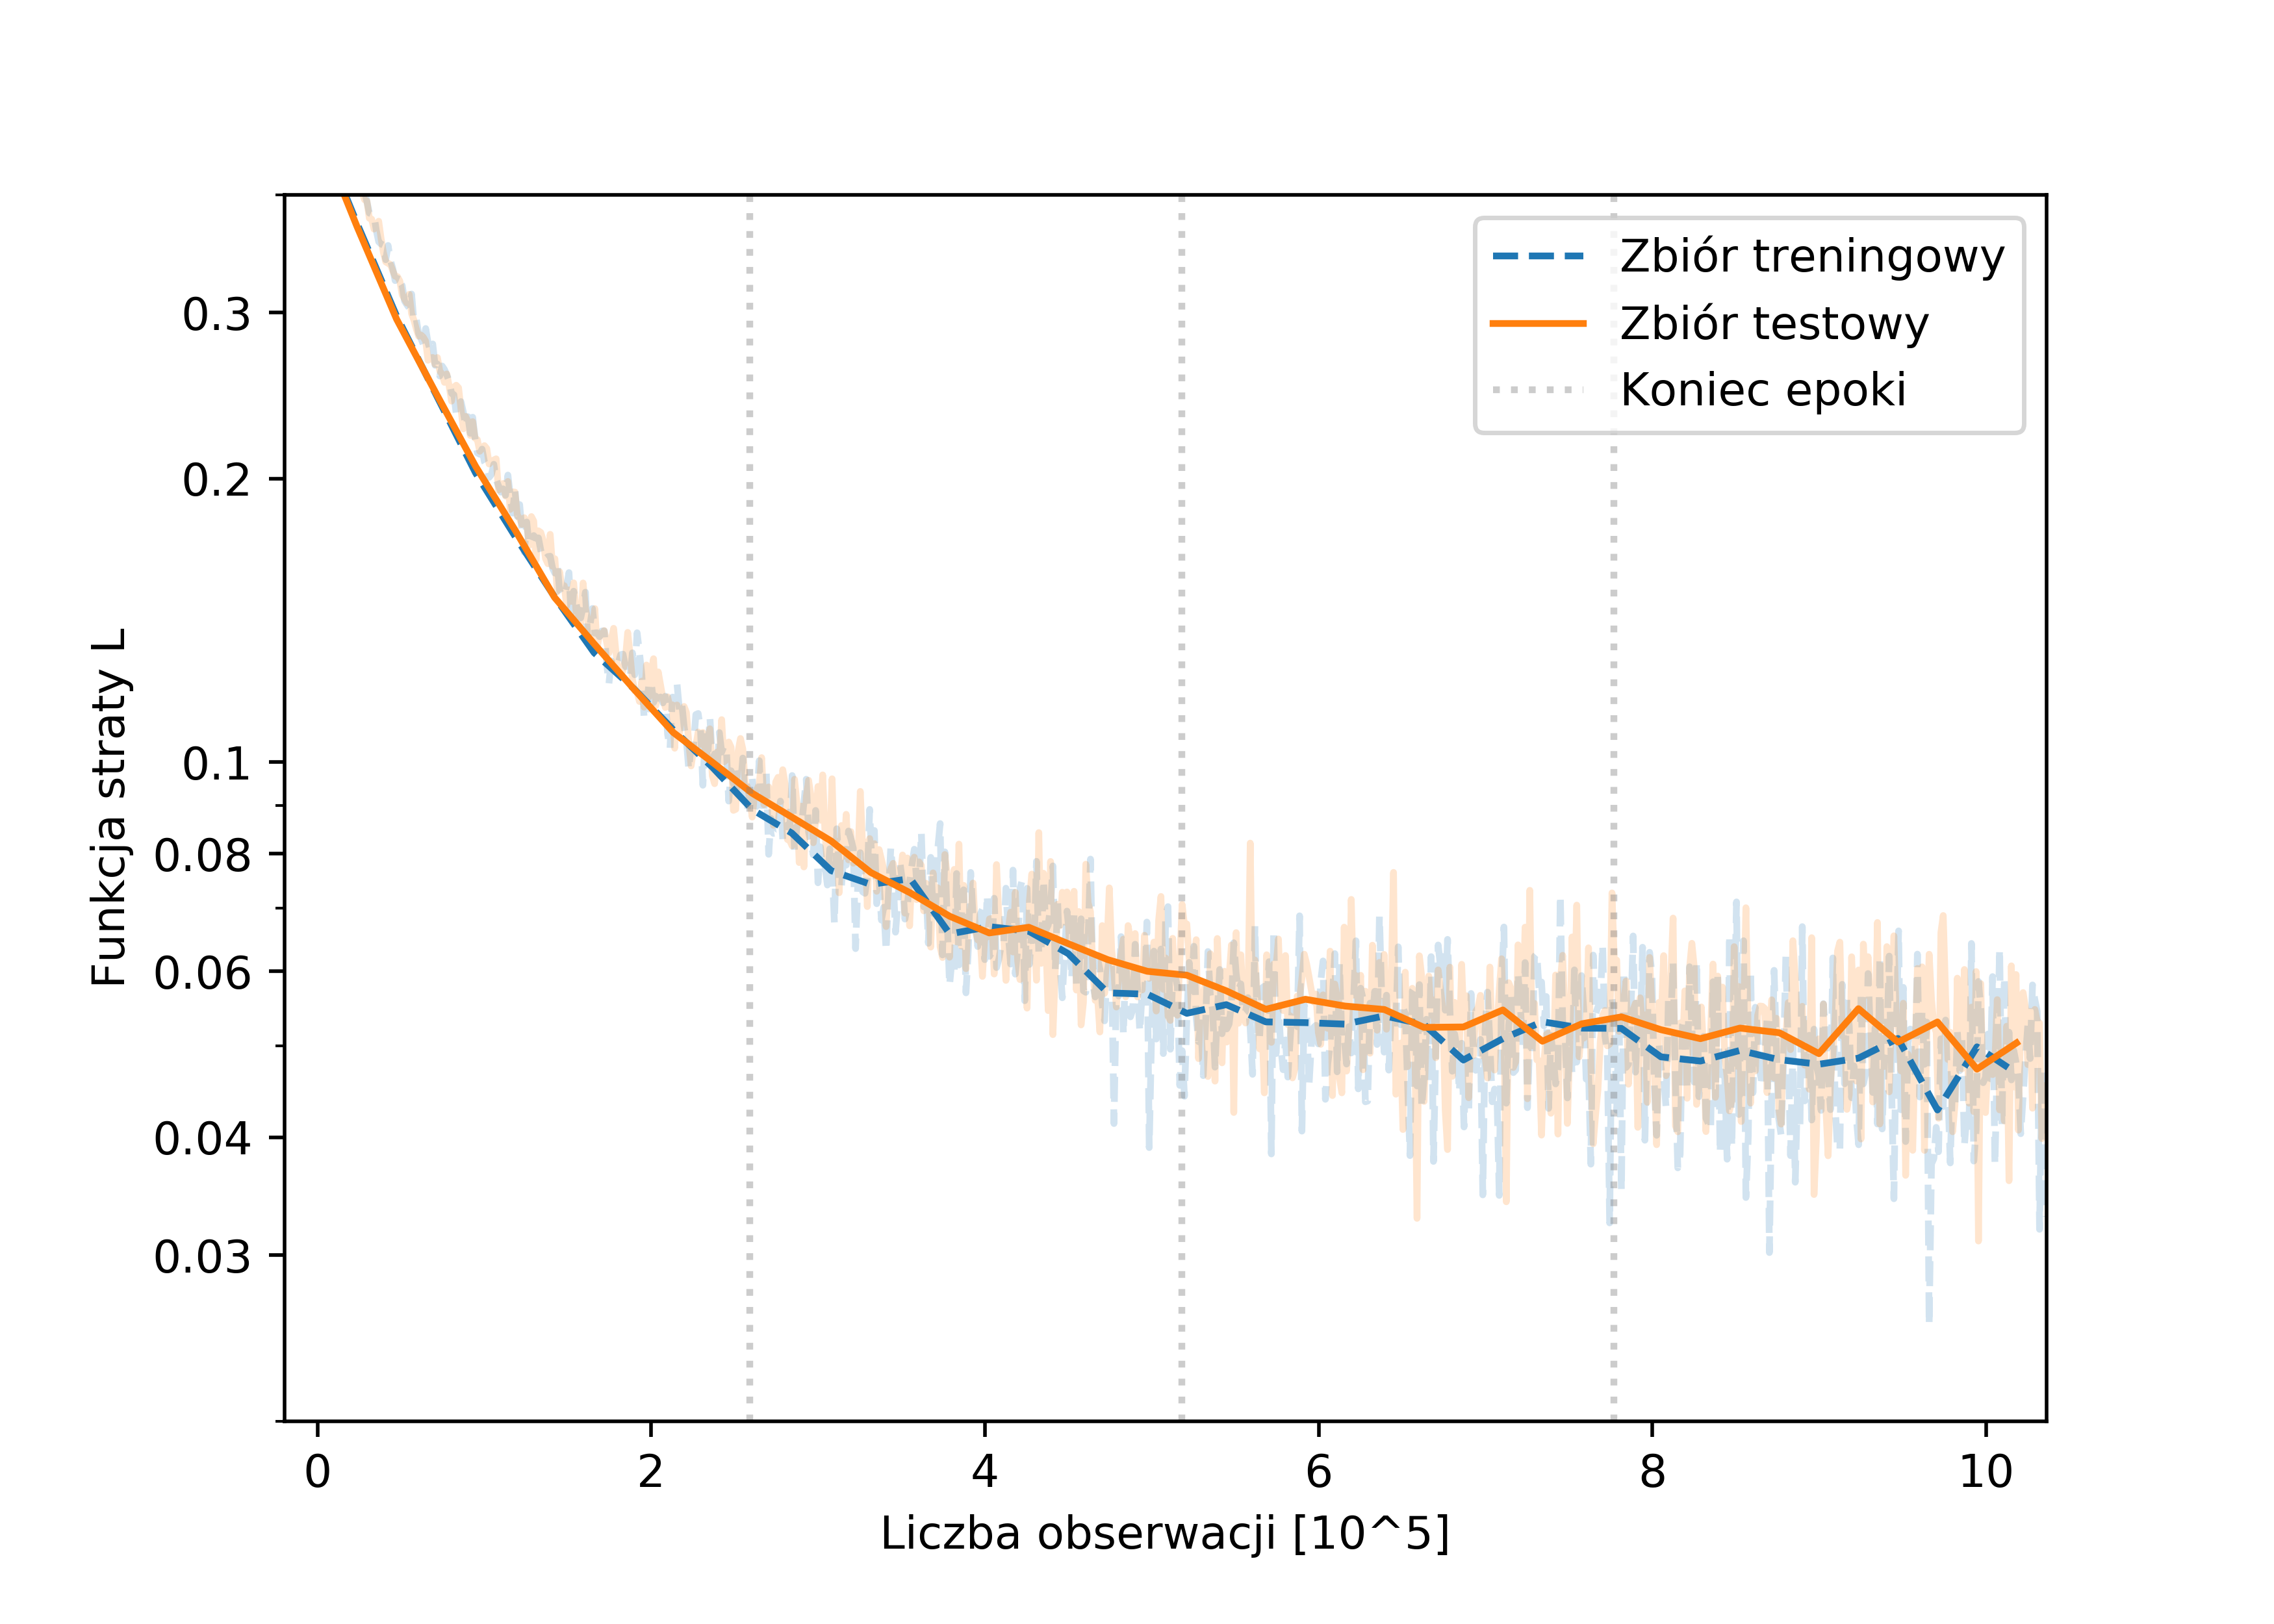 Zbiór treningowy
Zbiór testowy
Koniec epoki
0.3
0.2
0.1
0.08
0.06
0.04
0.03
Funkcja straty L
0 2 4 6 8 10
Liczba obserwacji [10^5]